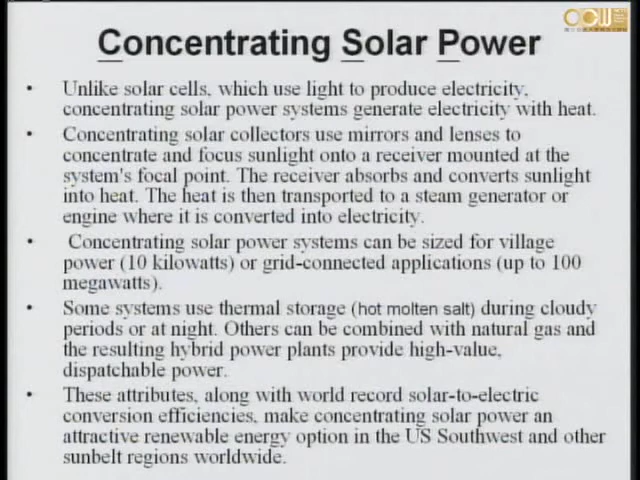 OCW
Concentrating Solar Power
• Unlike solar cells, which use light to produce electricity,
concentrating solar power systems generate electricity with heat.
• Concentrating solar collectors use mirrors and lenses to
concentrate and focus sunlight onto a receiver mounted at the
system's focal point. The receiver absorbs and converts sunlight
into heat. The heat is then transported to a steam generator or
engine where it is converted into electricity.
• Concentrating solar power systems can be sized for village
power (10 kilowatts) or grid-connected applications (up to 100
megawatts).
• Some systems use thermal storage (hot molten salt) during cloudy
periods or at night. Others can be combined with natural gas and
the resulting hybrid power plants provide high-value,
dispatchable power.
• These attributes, along with world record solar-to-electric
conversion efficiencies, make concentrating solar power an
attractive renewable energy option in the US Southwest and other
sunbelt regions worldwide.